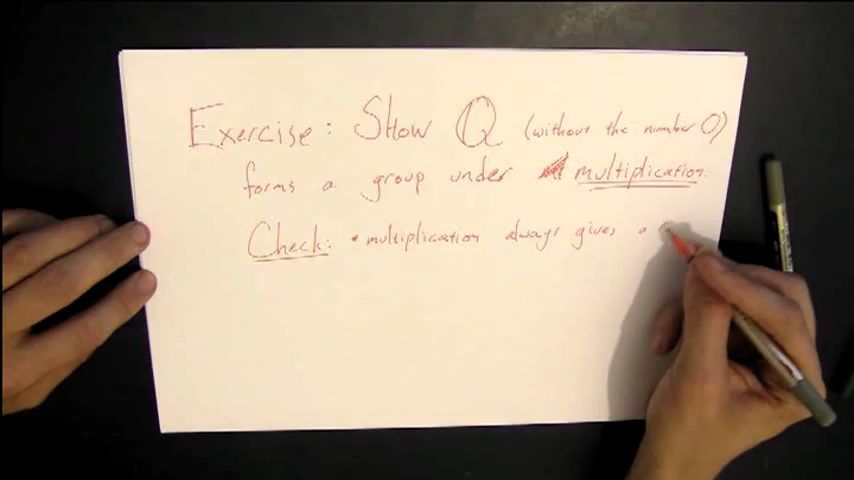 Exercise: Show Q (without the number 0)
forms a group under multiplication.
Check: • multiplication always gives a